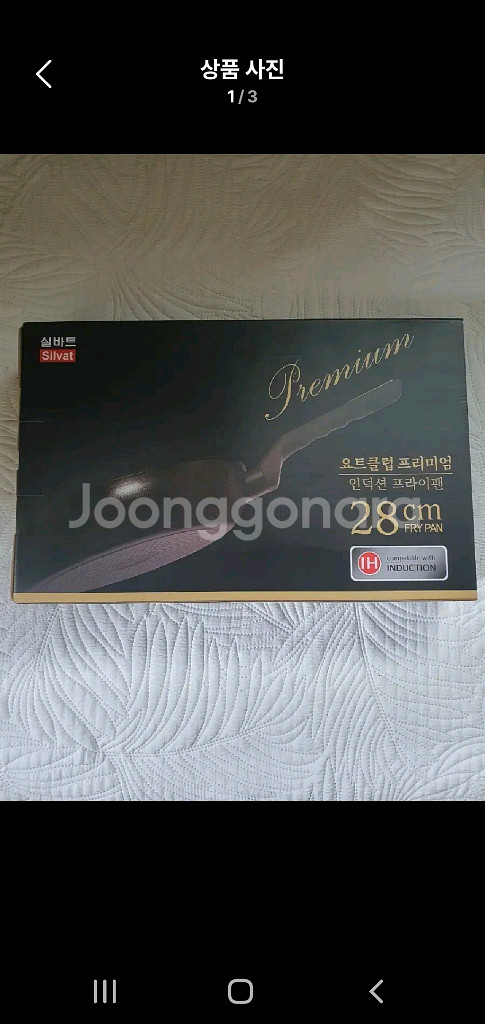 상품 사진
1/3
실바트
Silvat
Premium
요트클럽 프리미엄
인덕션 프라이팬
28cm
FRY PAN
IH
compatible with
INDUCTION
Joonggonara